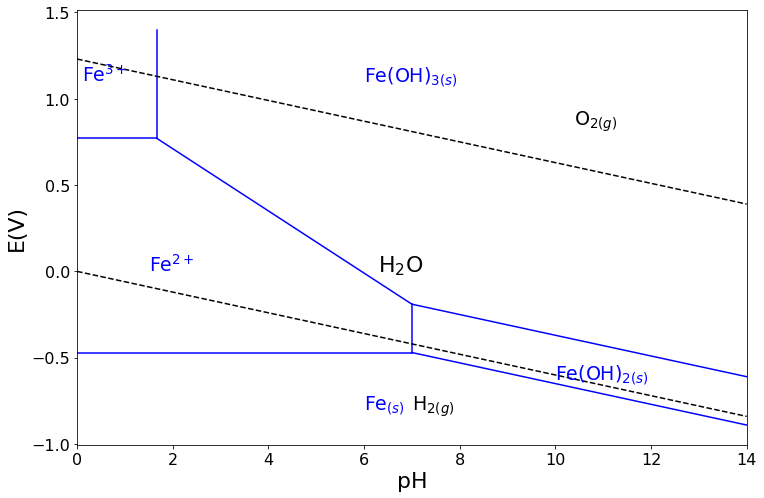 1.5
Fe³⁺
Fe(OH)₃₍ₛ₎
1.0
O₂₍g₎
0.5
E(V)
Fe²⁺
H₂O
0.0
−0.5
Fe(OH)₂₍ₛ₎
Fe₍ₛ₎ H₂₍g₎
−1.0
0 2 4 6 8 10 12 14
pH